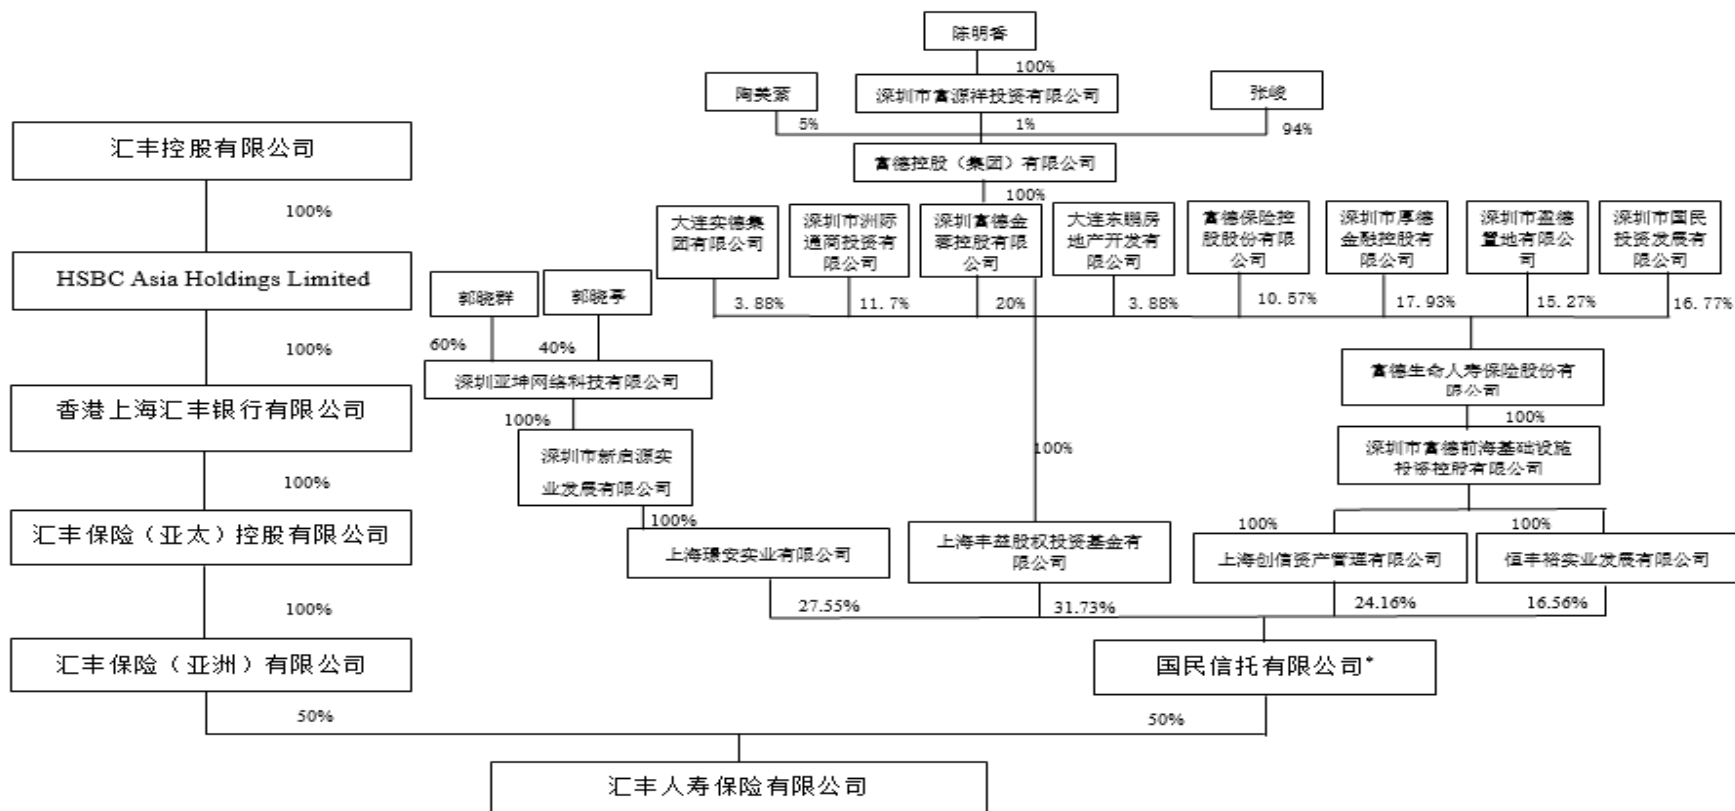 陈明香
100%
陶美蘩
深圳市富源祥投资有限公司
张峻
5%
1%
94%
汇丰控股有限公司
富德控股（集团）有限公司
100%
100%
大连实德集
团有限公司
深圳市洲际
通商投资有
限公司
深圳富德金
蓉控股有限
公司
大连东鹏房
地产开发有
限公司
富德保险控
股股份有限
公司
深圳市厚德
金融控股有
限公司
深圳市盈德
置地有限公
司
深圳市国民
投资发展有
限公司
HSBC Asia Holdings Limited
郭晓群
郭晓亭
3.88%
11.7%
20%
3.88%
10.57%
17.93%
15.27%
16.77%
100%
60%
40%
深圳亚坤网络科技有限公司
富德生命人寿保险股份有
限公司
香港上海汇丰银行有限公司
100%
100%
深圳市新启源实
业发展有限公司
100%
深圳市富德前海基础设施
投资控股有限公司
100%
汇丰保险（亚太）控股有限公司
100%
100%
100%
上海璟安实业有限公司
上海丰益股权投资基金有
限公司
上海创信资产管理有限公司
恒丰裕实业发展有限公司
100%
27.55%
31.73%
24.16%
16.56%
汇丰保险（亚洲）有限公司
国民信托有限公司*
50%
50%
汇丰人寿保险有限公司